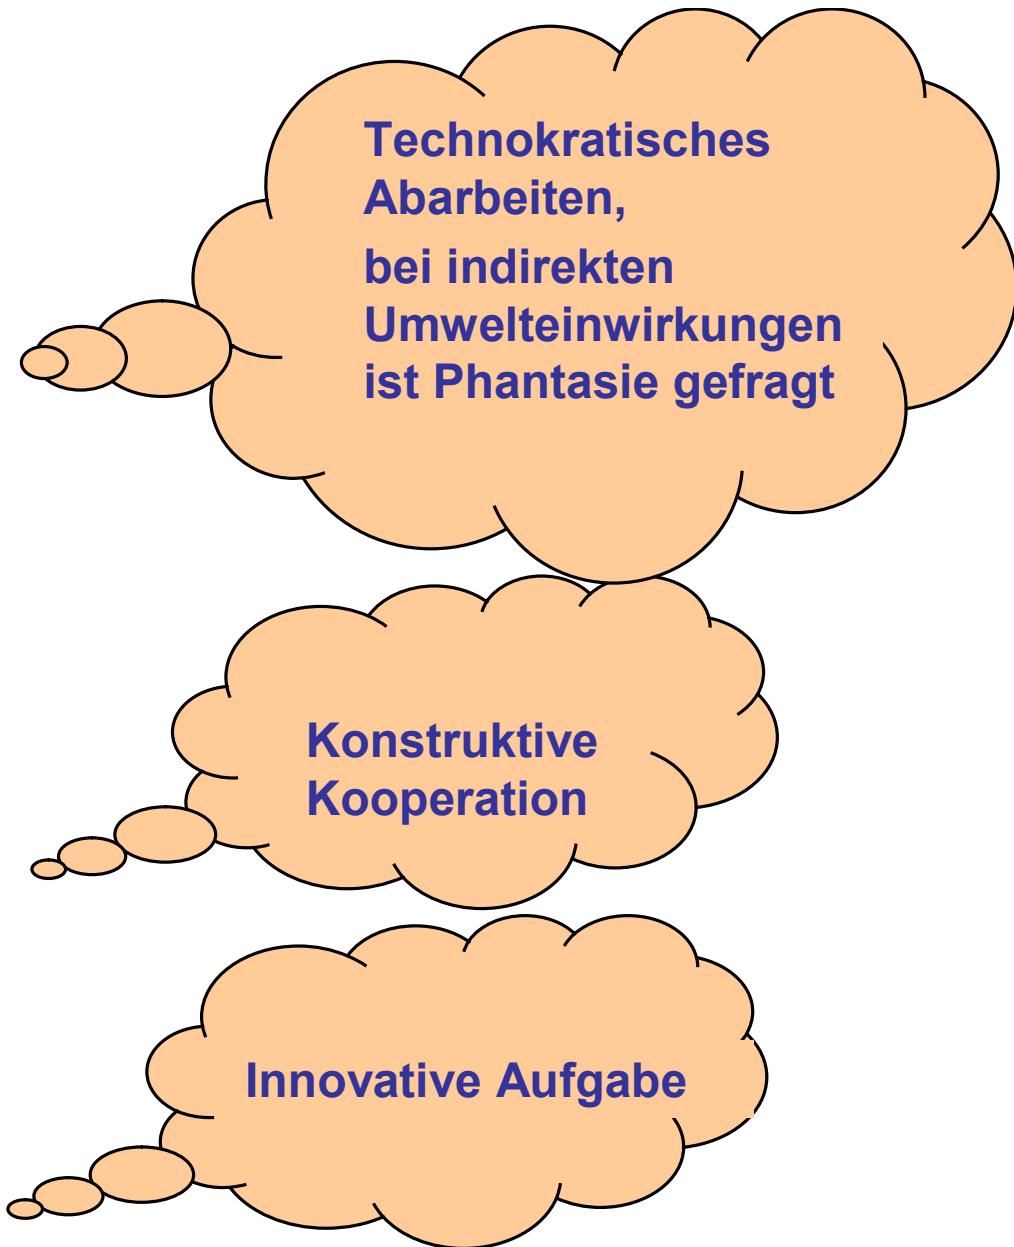 Technokratisches
Abarbeiten,
bei indirekten
Umwelteinwirkungen
ist Phantasie gefragt
Konstruktive
Kooperation
Innovative Aufgabe